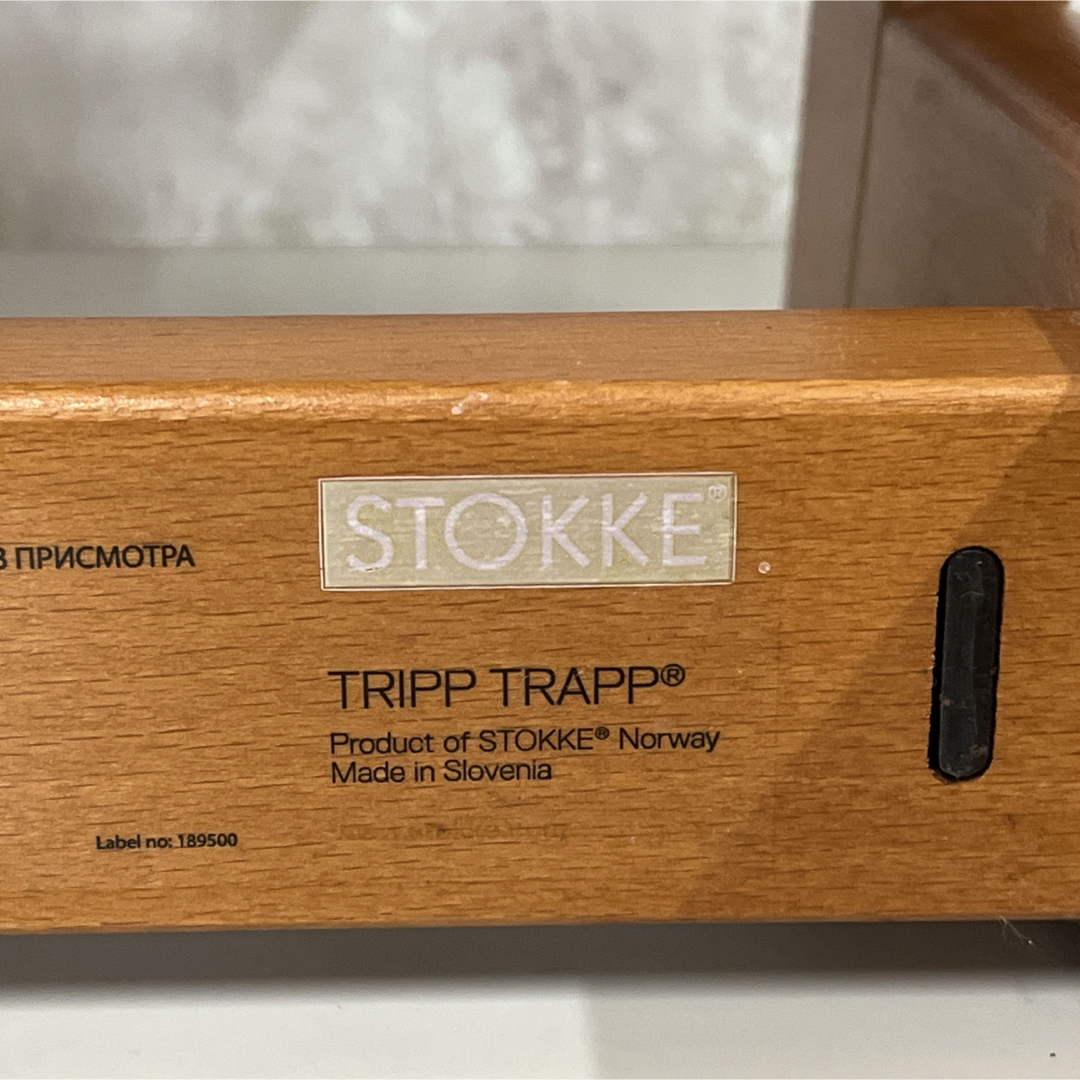 STOKKE®
ПРИСМОТРА
TRIPP TRAPP®
Product of STOKKE® Norway
Made in Slovenia
Label no: 189500